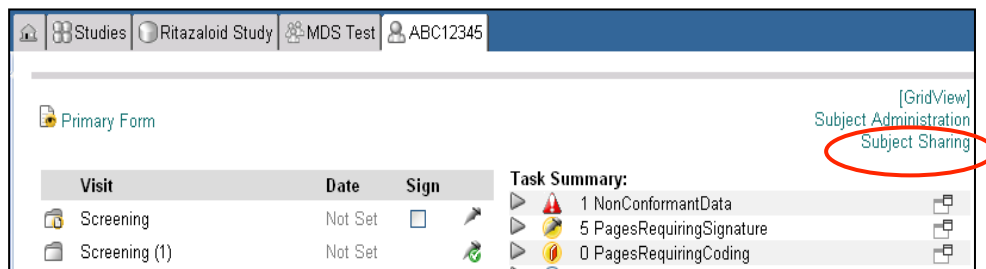 Studies Ritazaloid Study MDS Test ABC12345
[GridView]
Primary Form Subject Administration
Subject Sharing
Visit Date Sign Task Summary:
Screening Not Set 1 NonConformantData
5 PagesRequiringSignature
Screening (1) Not Set 0 PagesRequiringCoding